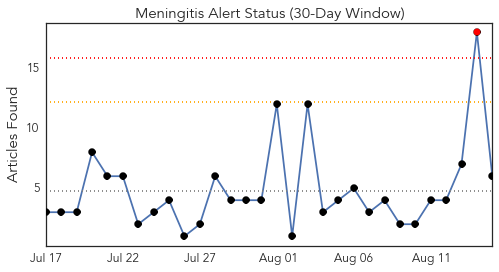 Meningitis Alert Status (30-Day Window)
Articles Found
15
10
5
Jul 17 Jul 22 Jul 27 Aug 01 Aug 06 Aug 11